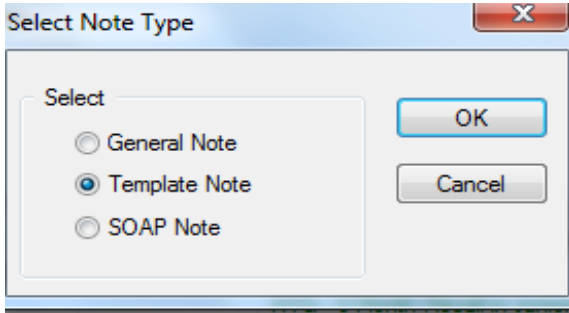 Select Note Type
Select
General Note
Template Note
SOAP Note
OK
Cancel